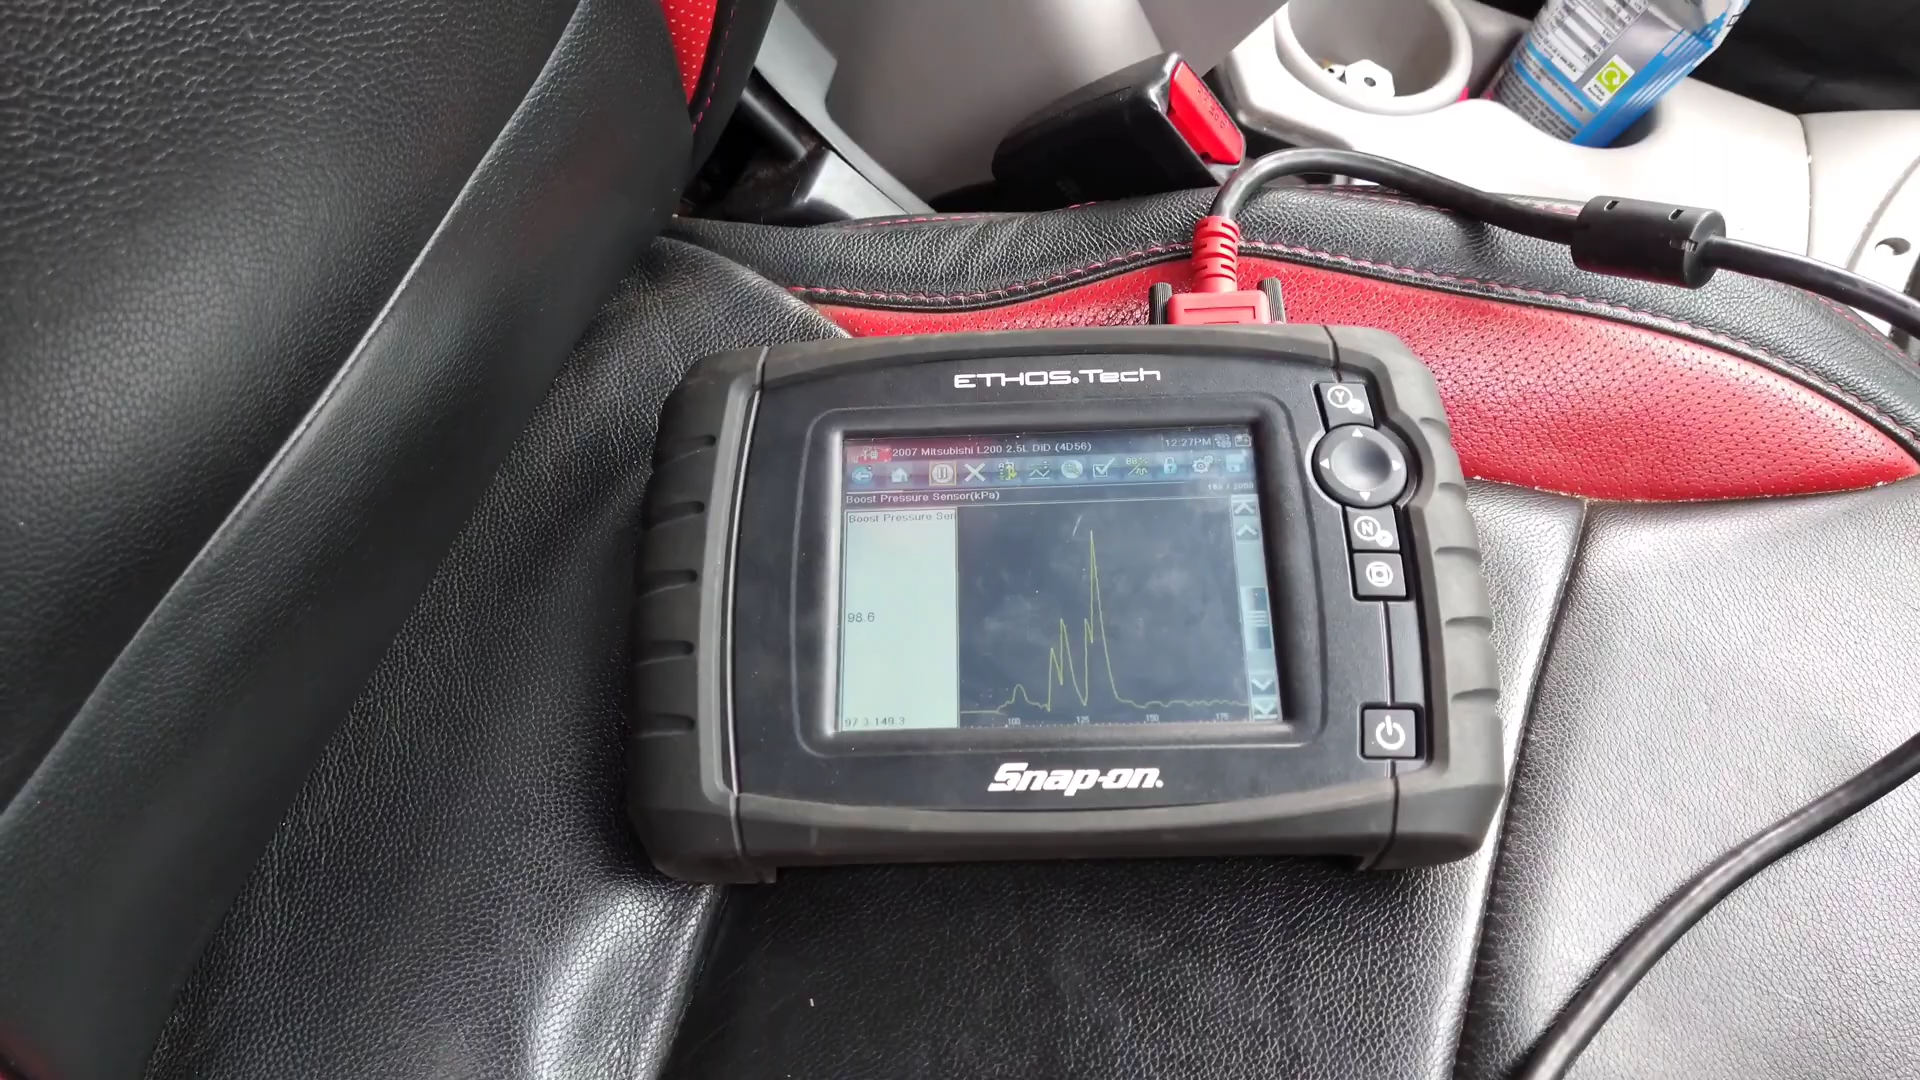 ETHOS®Tech
2007 Mitsubishi L200 2.5L DID (4D56)
12:27PM
Boost Pressure Sensor(kPa)
Boost Pressure Sen
98.6
97.3 149.3
100 125 150 175
Y
N
Snap-on®